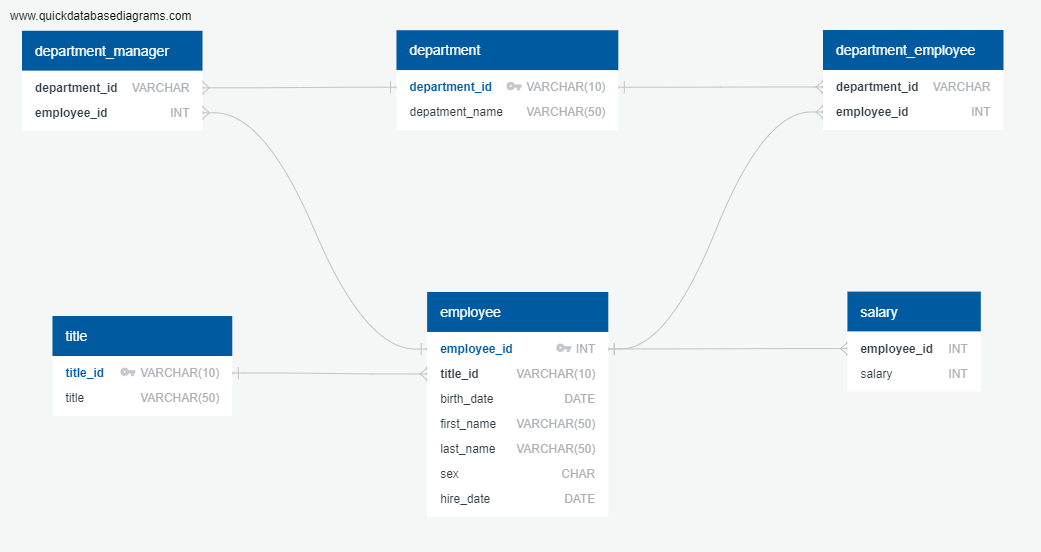 www.quickdatabasediagrams.com
department_manager
department_id VARCHAR
employee_id INT
department
department_id VARCHAR(10)
depatment_name VARCHAR(50)
department_employee
department_id VARCHAR
employee_id INT
title
title_id VARCHAR(10)
title VARCHAR(50)
employee
employee_id INT
title_id VARCHAR(10)
birth_date DATE
first_name VARCHAR(50)
last_name VARCHAR(50)
sex CHAR
hire_date DATE
salary
employee_id INT
salary INT